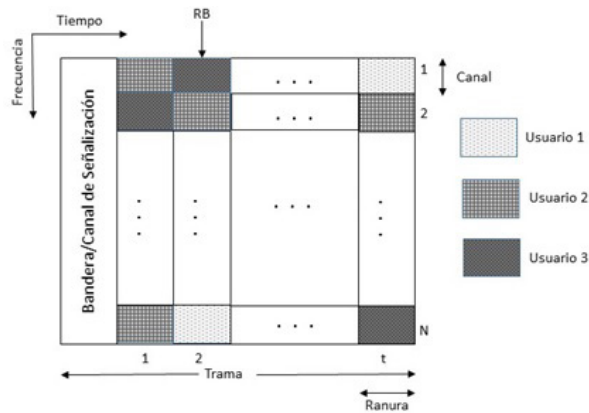 RB
Tiempo
Frecuencia
Bandera/Canal de Señalización
. . .
1
Canal
. . .
2
Usuario 1
Usuario 2
Usuario 3
. . .
. . .
. . .
. . .
. . .
N
1
2
t
Trama
Ranura